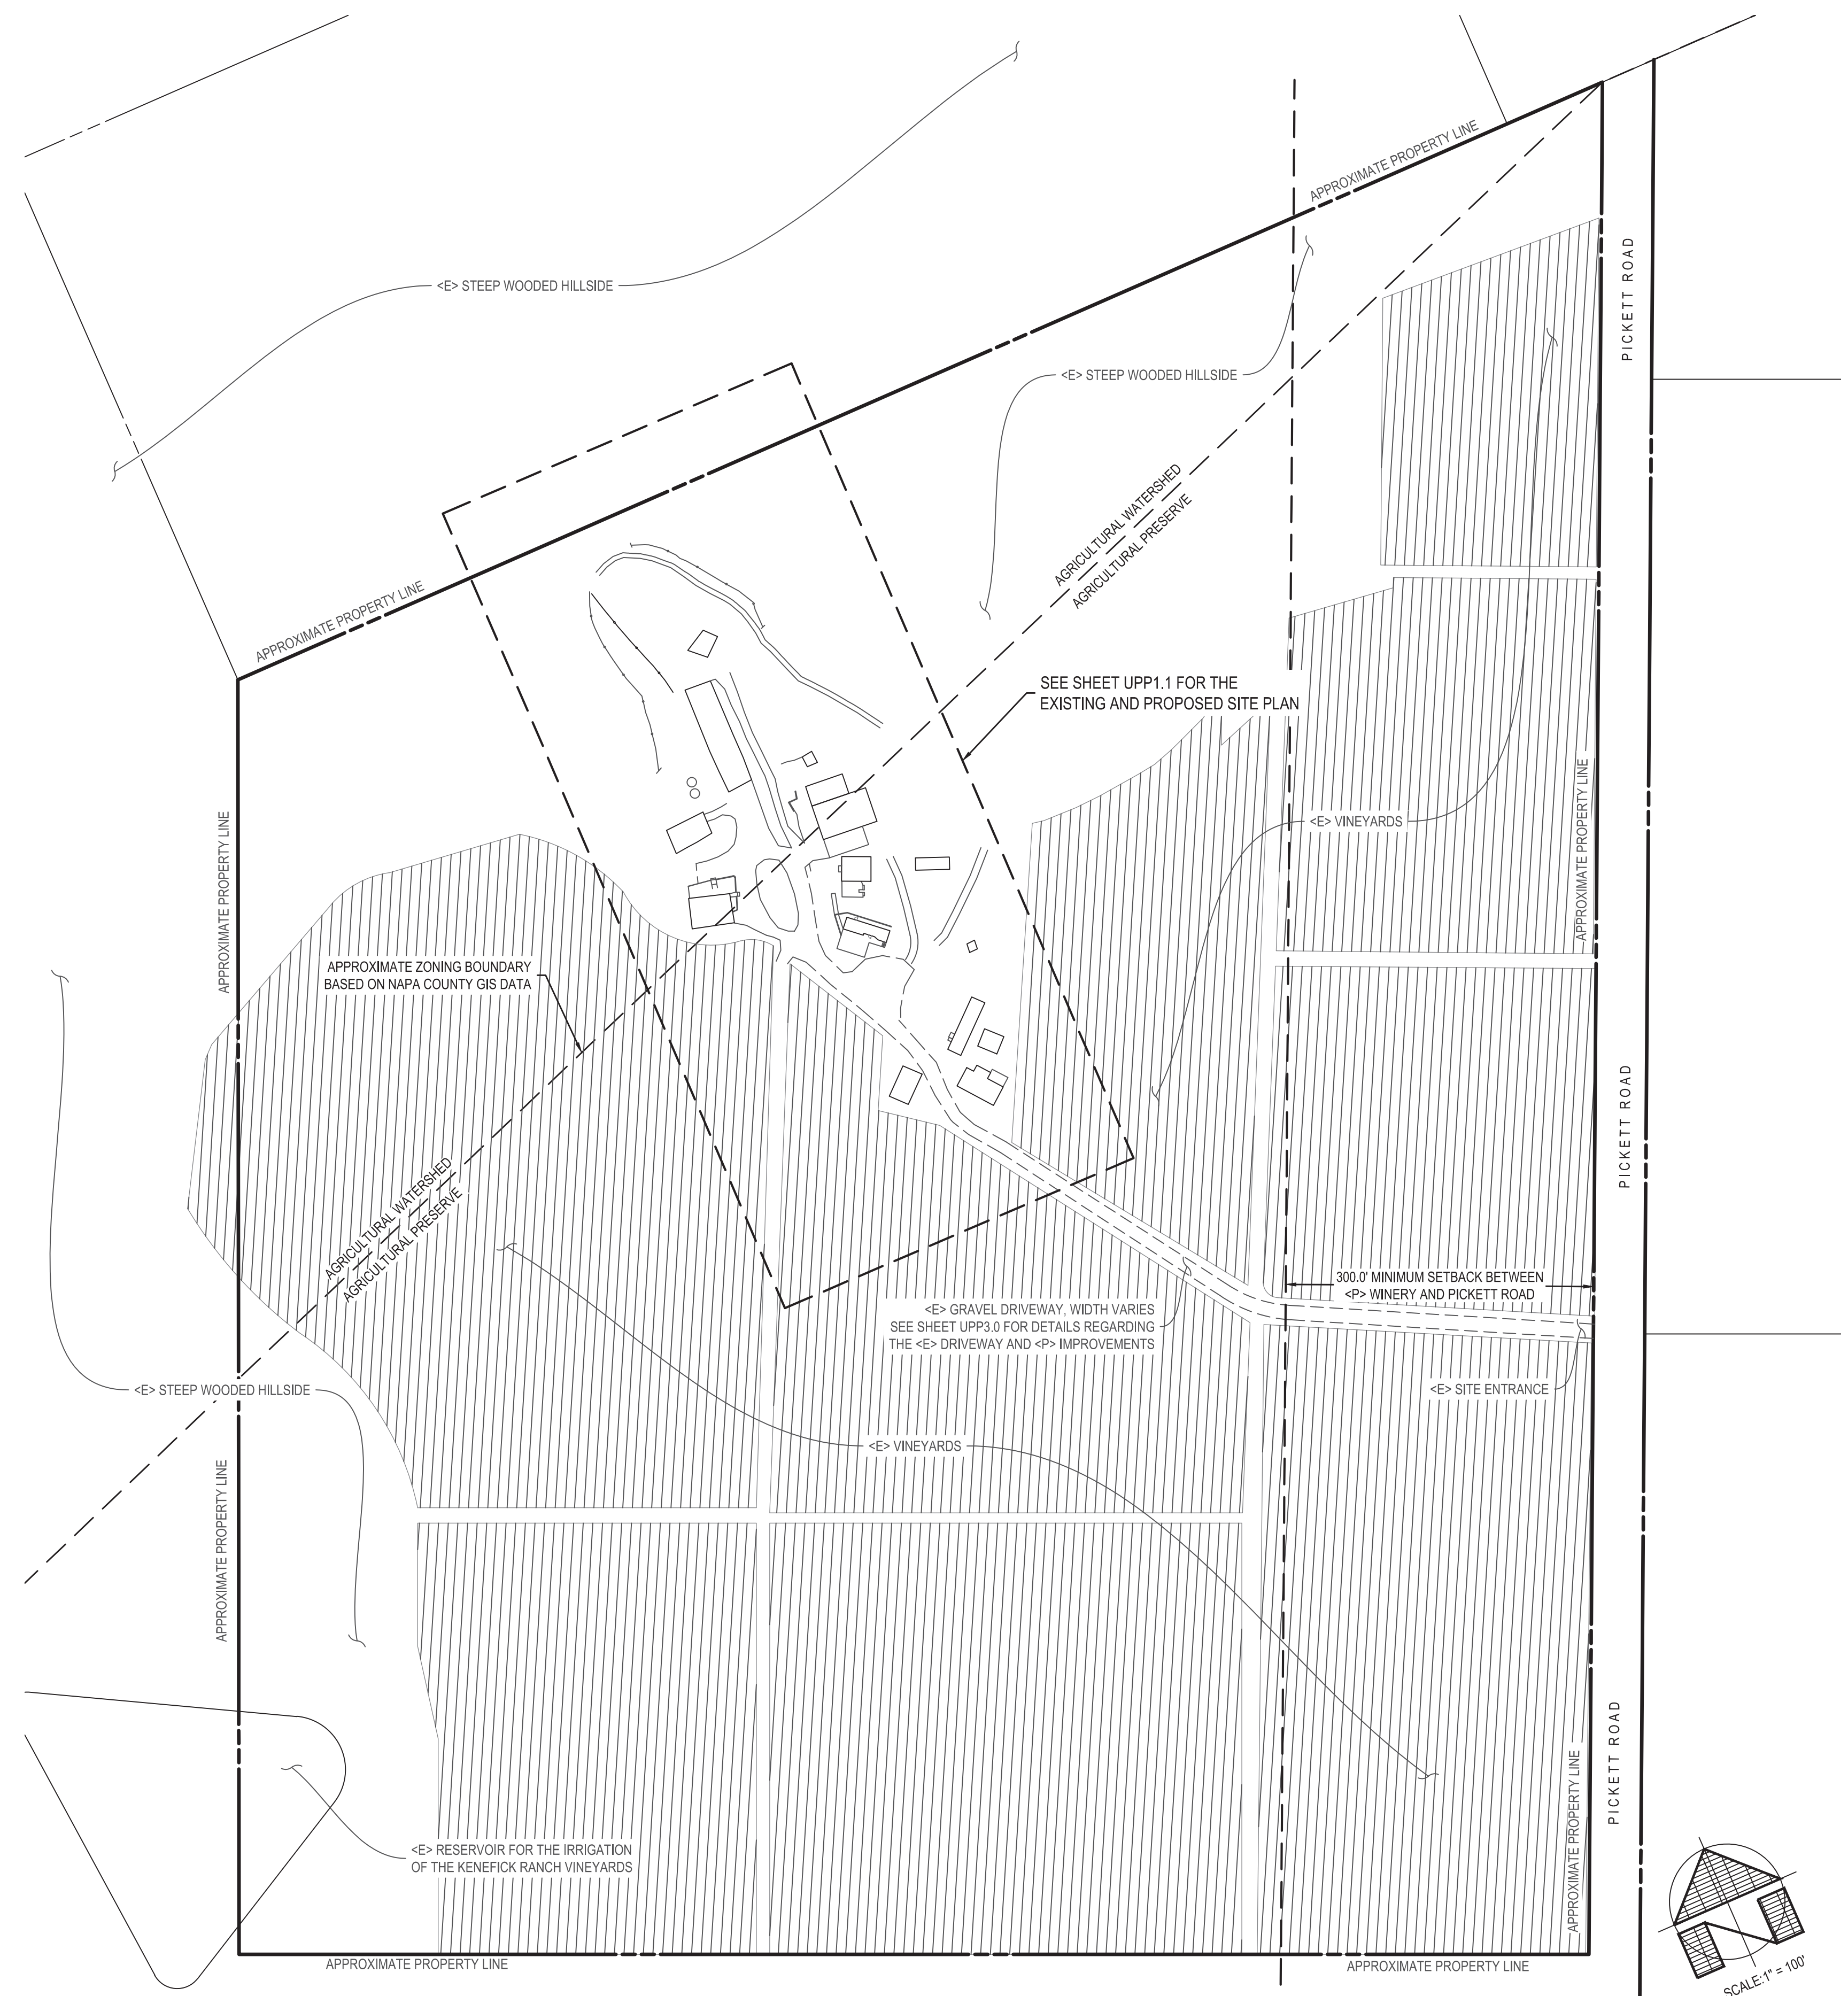 APPROXIMATE PROPERTY LINE
PICKETT ROAD
<E> STEEP WOODED HILLSIDE
<E> STEEP WOODED HILLSIDE
AGRICULTURAL WATERSHED
AGRICULTURAL PRESERVE
APPROXIMATE PROPERTY LINE
SEE SHEET UPP1.1 FOR THE
EXISTING AND PROPOSED SITE PLAN
APPROXIMATE PROPERTY LINE
<E> VINEYARDS
APPROXIMATE PROPERTY LINE
APPROXIMATE ZONING BOUNDARY
BASED ON NAPA COUNTY GIS DATA
PICKETT ROAD
AGRICULTURAL WATERSHED
AGRICULTURAL PRESERVE
300.0' MINIMUM SETBACK BETWEEN
<P> WINERY AND PICKETT ROAD
<E> GRAVEL DRIVEWAY, WIDTH VARIES
SEE SHEET UPP3.0 FOR DETAILS REGARDING
THE <E> DRIVEWAY AND <P> IMPROVEMENTS
<E> STEEP WOODED HILLSIDE
<E> SITE ENTRANCE
<E> VINEYARDS
APPROXIMATE PROPERTY LINE
PICKETT ROAD
APPROXIMATE PROPERTY LINE
<E> RESERVOIR FOR THE IRRIGATION
OF THE KENEFICK RANCH VINEYARDS
APPROXIMATE PROPERTY LINE
APPROXIMATE PROPERTY LINE
SCALE:1" = 100'